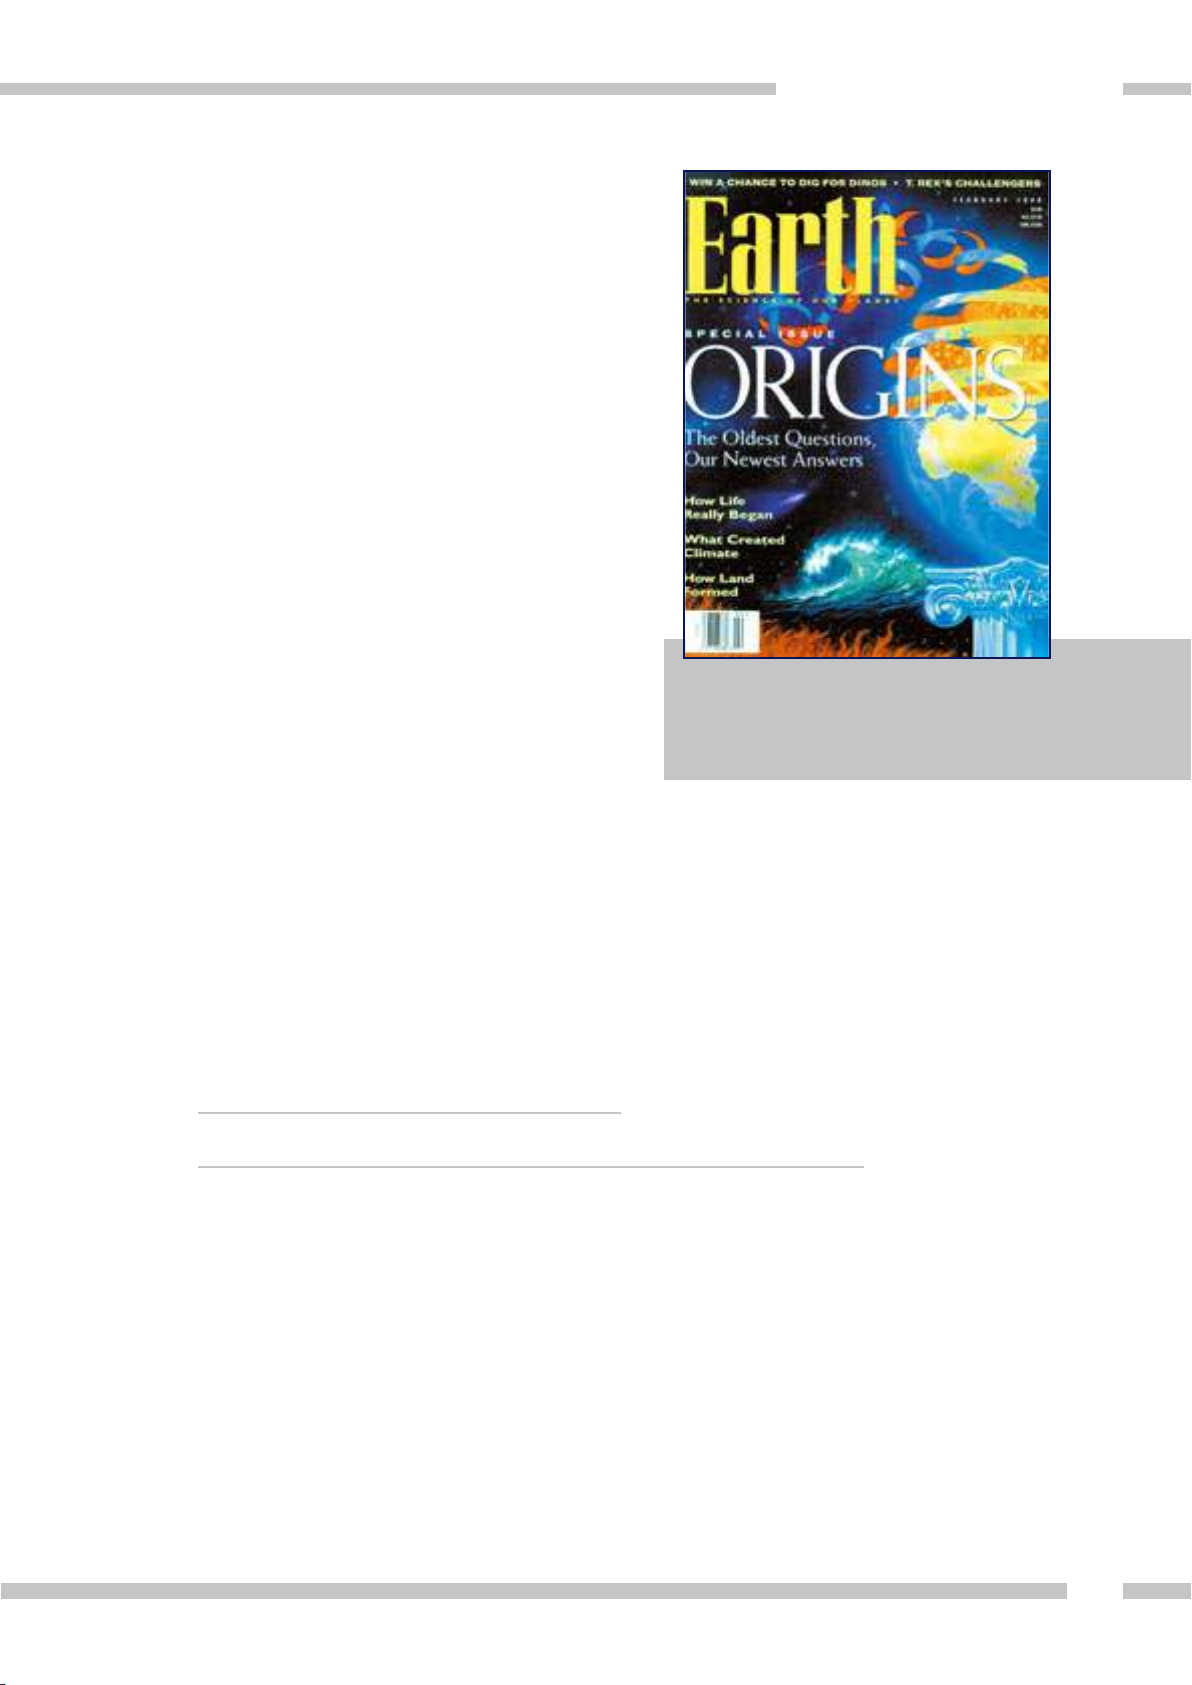 WIN A CHANCE TO DIG FOR DINOS • T. REX'S CHALLENGERS
FEBRUARY
Earth
THE SCIENCE OF OUR PLANET
SPECIAL ISSUE
ORIGINS
The Oldest Questions,
Our Newest Answers
How Life
Really Began
What Created
Climate
How Land
Formed